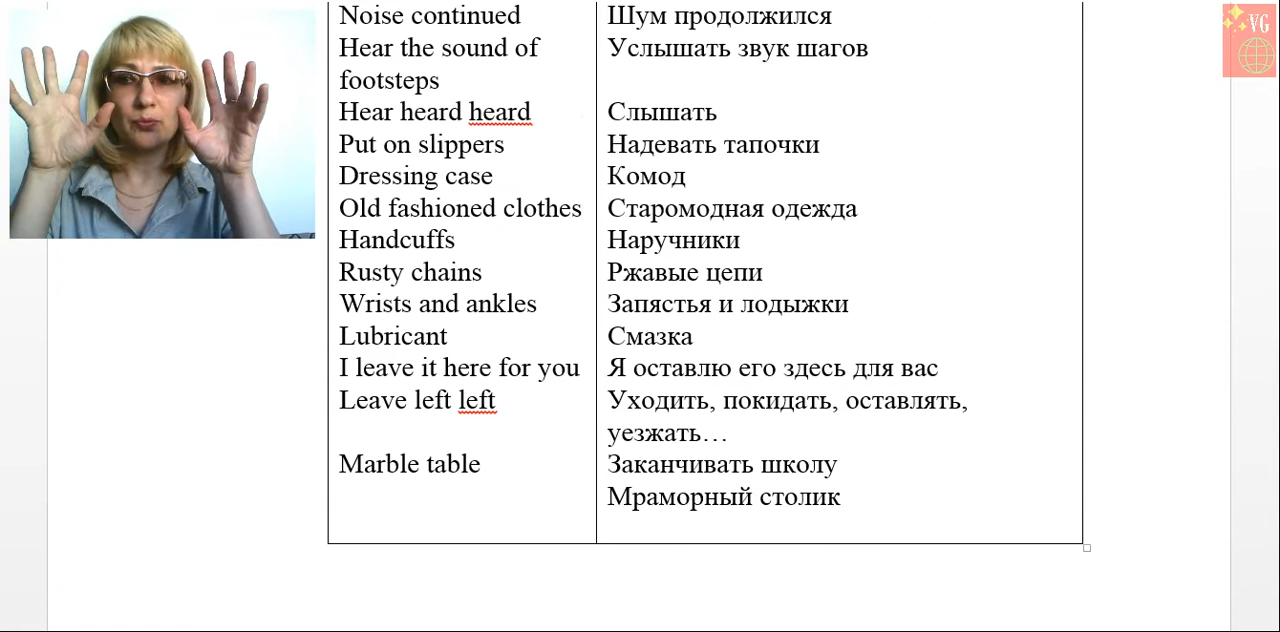 Noise continued
Шум продолжился
Hear the sound of
Услышать звук шагов
footsteps
Hear heard heard
Слышать
Put on slippers
Надевать тапочки
Dressing case
Комод
Old fashioned clothes
Старомодная одежда
Handcuffs
Наручники
Rusty chains
Ржавые цепи
Wrists and ankles
Запястья и лодыжки
Lubricant
Смазка
I leave it here for you
Я оставлю его здесь для вас
Leave left left
Уходить, покидать, оставлять,
уезжать…
Marble table
Заканчивать школу
Мраморный столик
VG